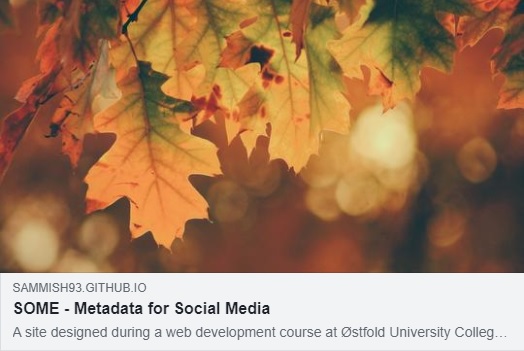 SAMMISH93.GITHUB.IO
SOME - Metadata for Social Media
A site designed during a web development course at Østfold University Colleg...